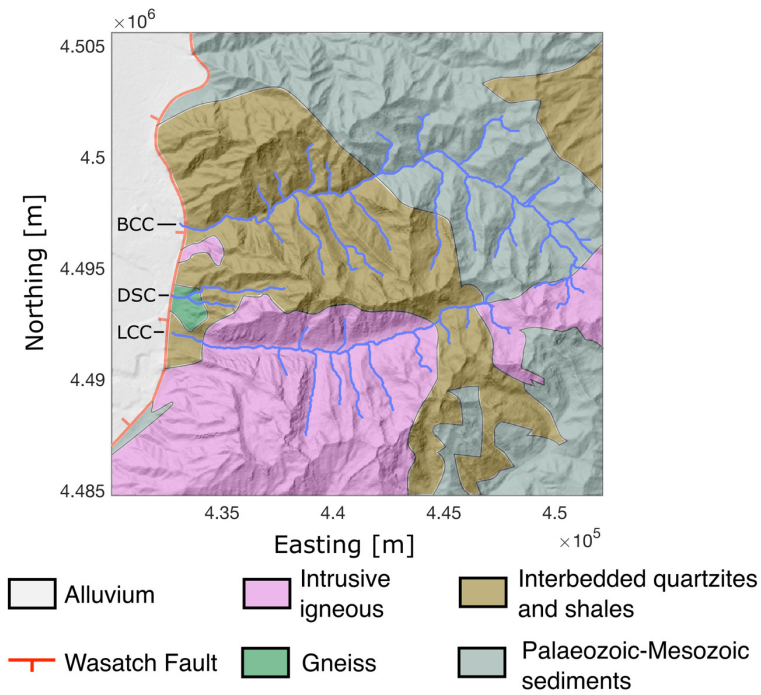 ×10⁶
4.505
4.5
4.495
4.49
4.485
Northing [m]
BCC
DSC
LCC
4.35
4.4
4.45
4.5
×10⁵
Easting [m]
Alluvium
Intrusive
igneous
Interbedded quartzites
and shales
Wasatch Fault
Gneiss
Palaeozoic-Mesozoic
sediments